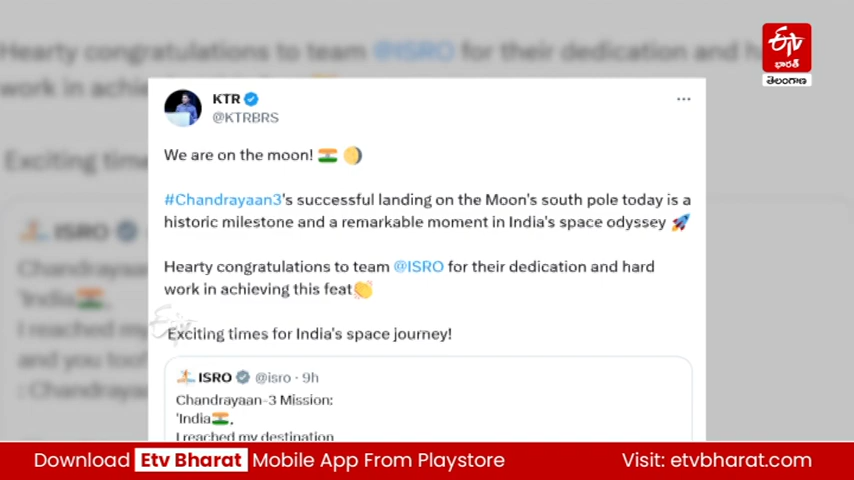 Hearty congratulations to team @ISRO for their dedication and h
work in achie
Exciting time
ISRO
Chandrayaan
'India🇮🇳.
I reached my
and you too!'
: Chandrayaa
ETV
భారత్
తెలంగాణ
KTR
@KTRBRS
We are on the moon! 🇮🇳 🌖
#Chandrayaan3's successful landing on the Moon's south pole today is a
historic milestone and a remarkable moment in India's space odyssey 🚀
Hearty congratulations to team @ISRO for their dedication and hard
work in achieving this feat👏
Exciting times for India's space journey!
ISRO @isro · 9h
Chandrayaan-3 Mission:
'India🇮🇳,
I reached my destination
Download Etv Bharat Mobile App From Playstore
Visit: etvbharat.com